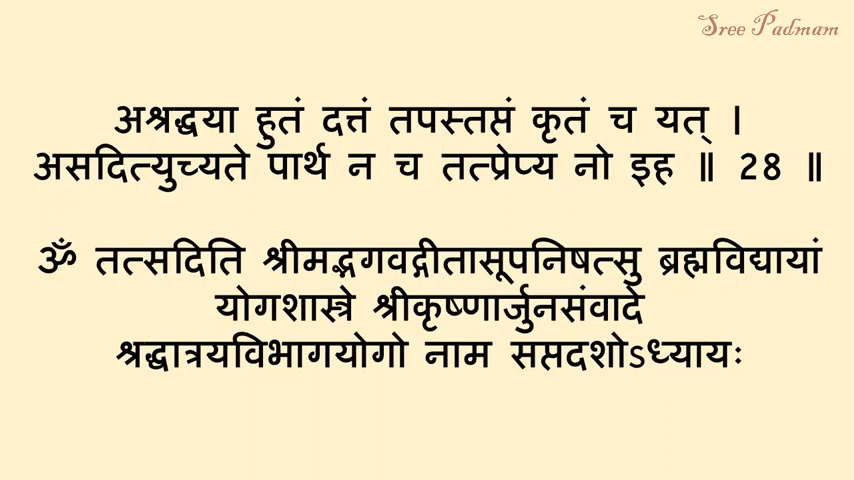 Sree Padmam
अश्रद्धया हुतं दत्तं तपस्तप्तं कृतं च यत् ।
असदित्युच्यते पार्थ न च तत्प्रेप्य नो इह ॥ 28 ॥
ॐ तत्सदिति श्रीमद्भगवद्गीतासूपनिषत्सु ब्रह्मविद्यायां
योगशास्त्रे श्रीकृष्णार्जुनसंवादे
श्रद्धात्रयविभागयोगो नाम सप्तदशोऽध्यायः